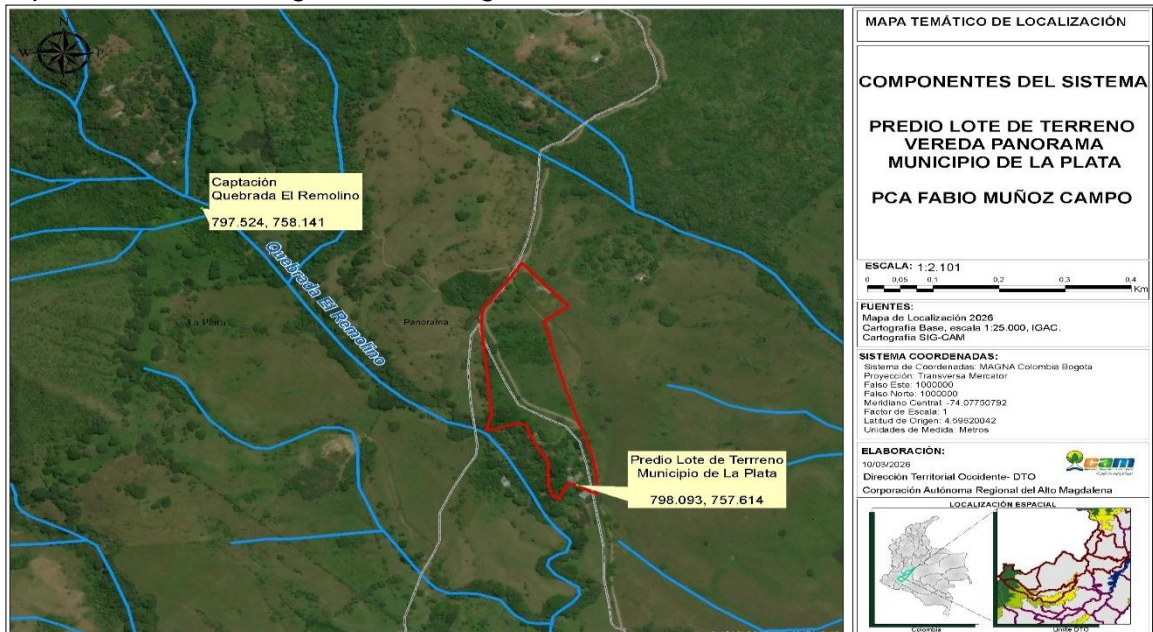 N
W
MAPA TEMÁTICO DE LOCALIZACIÓN
COMPONENTES DEL SISTEMA
PREDIO LOTE DE TERRENO
VEREDA PANORAMA
MUNICIPIO DE LA PLATA
PCA FABIO MUÑOZ CAMPO
Captación
Quebrada El Remolino
797.524, 758.141
Quebrada El Remolino
La Plata
Panorama
Predio Lote de Terrreno
Municipio de La Plata
798.093, 757.614
ESCALA: 1:2.101
0 0,05 0,1 0,2 0,3 0,4
Km
FUENTES:
Mapa de Localización 2026
Cartografía Base, escala 1:25.000, IGAC.
Cartografía SIG-CAM
SISTEMA COORDENADAS:
Sistema de Coordenadas: MAGNA Colombia Bogota
Proyección: Transversa Mercator
Falso Este: 1000000
Falso Norte: 1000000
Meridiano Central: -74.07750792
Factor de Escala: 1
Latitud de Origen: 4,59620042
Unidades de Medida: Metros
ELABORACIÓN:
10/03/2026
cam
Dirección Territorial Occidente- DTO
Corporación Autónoma Regional del Alto Magdalena
LOCALIZACIÓN ESPACIAL
Colombia